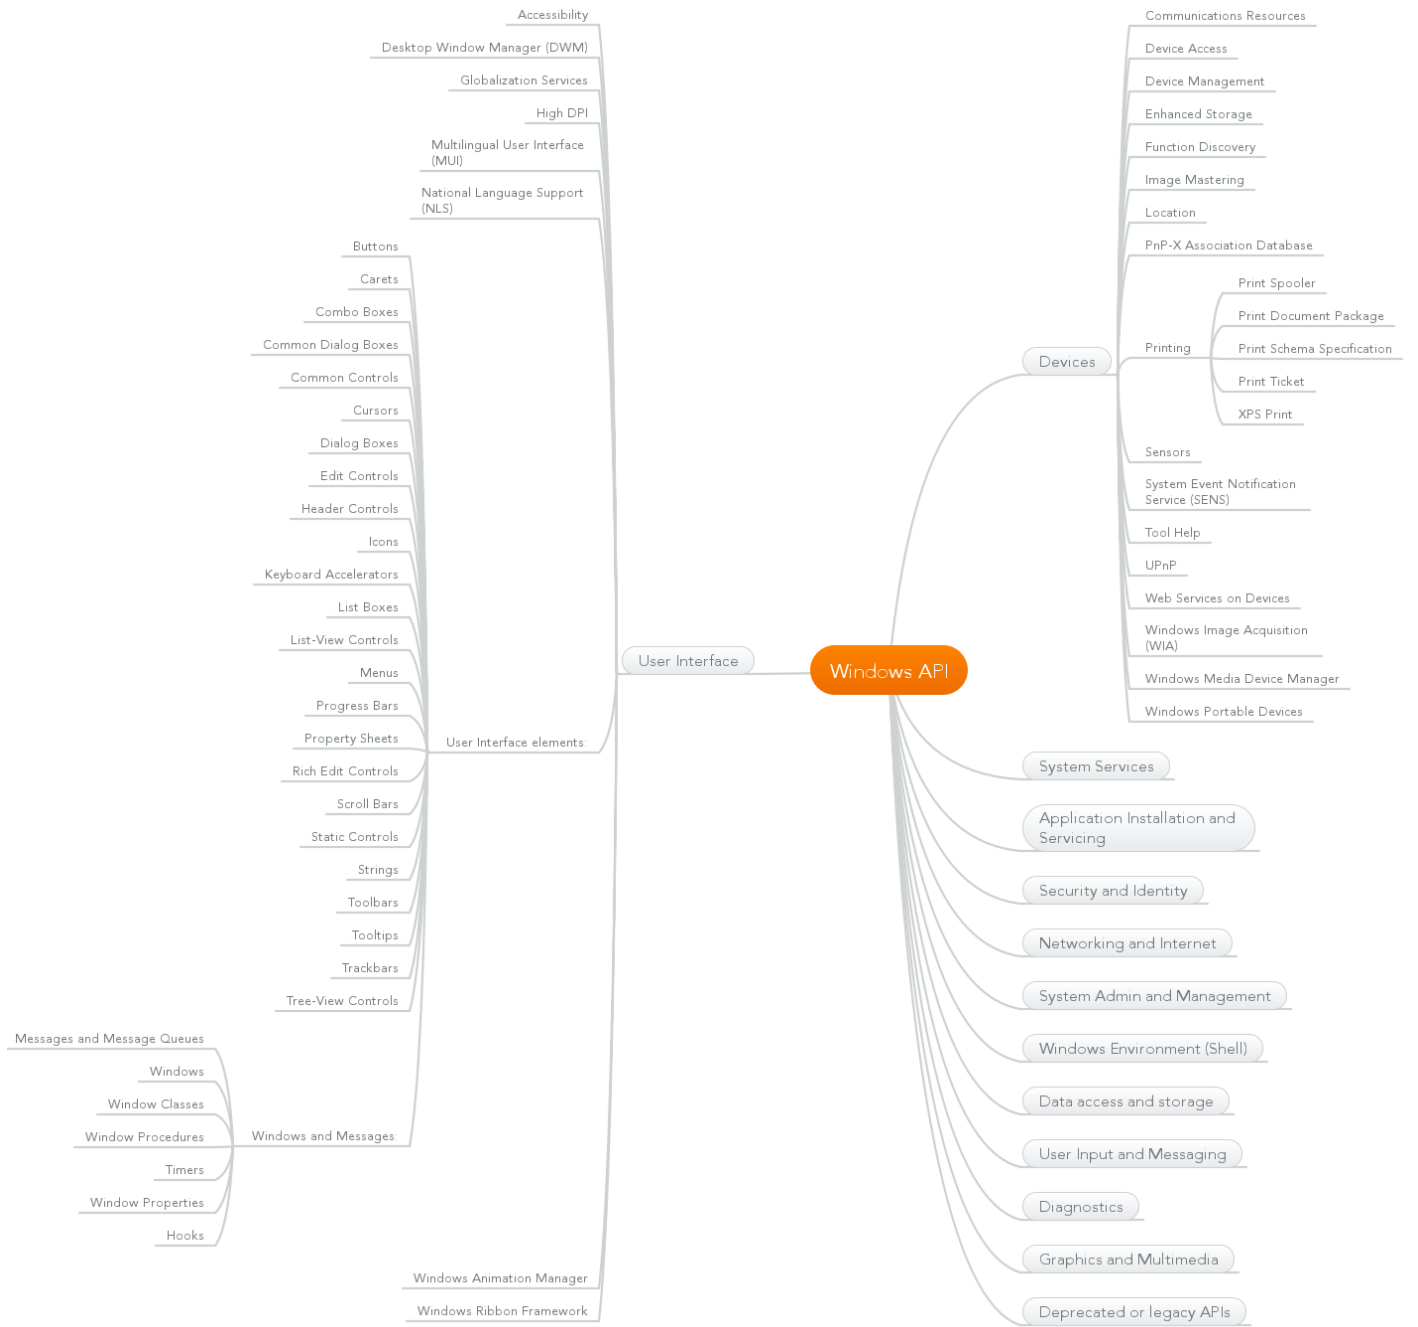 Accessibility
Desktop Window Manager (DWM)
Globalization Services
High DPI
Multilingual User Interface
(MUI)
National Language Support
(NLS)
Buttons
Carets
Combo Boxes
Common Dialog Boxes
Common Controls
Cursors
Dialog Boxes
Edit Controls
Header Controls
Icons
Keyboard Accelerators
List Boxes
List-View Controls
Menus
Progress Bars
Property Sheets
Rich Edit Controls
Scroll Bars
Static Controls
Strings
Toolbars
Tooltips
Trackbars
Tree-View Controls
Messages and Message Queues
Windows
Window Classes
Window Procedures
Timers
Window Properties
Hooks
Windows and Messages:
User Interface elements:
Windows Animation Manager
Windows Ribbon Framework
User Interface
Windows API
Devices
Communications Resources
Device Access
Device Management
Enhanced Storage
Function Discovery
Image Mastering
Location
PnP-X Association Database
Printing
Print Spooler
Print Document Package
Print Schema Specification
Print Ticket
XPS Print
Sensors
System Event Notification
Service (SENS)
Tool Help
UPnP
Web Services on Devices
Windows Image Acquisition
(WIA)
Windows Media Device Manager
Windows Portable Devices
System Services
Application Installation and
Servicing
Security and Identity
Networking and Internet
System Admin and Management
Windows Environment (Shell)
Data access and storage
User Input and Messaging
Diagnostics
Graphics and Multimedia
Deprecated or legacy APIs